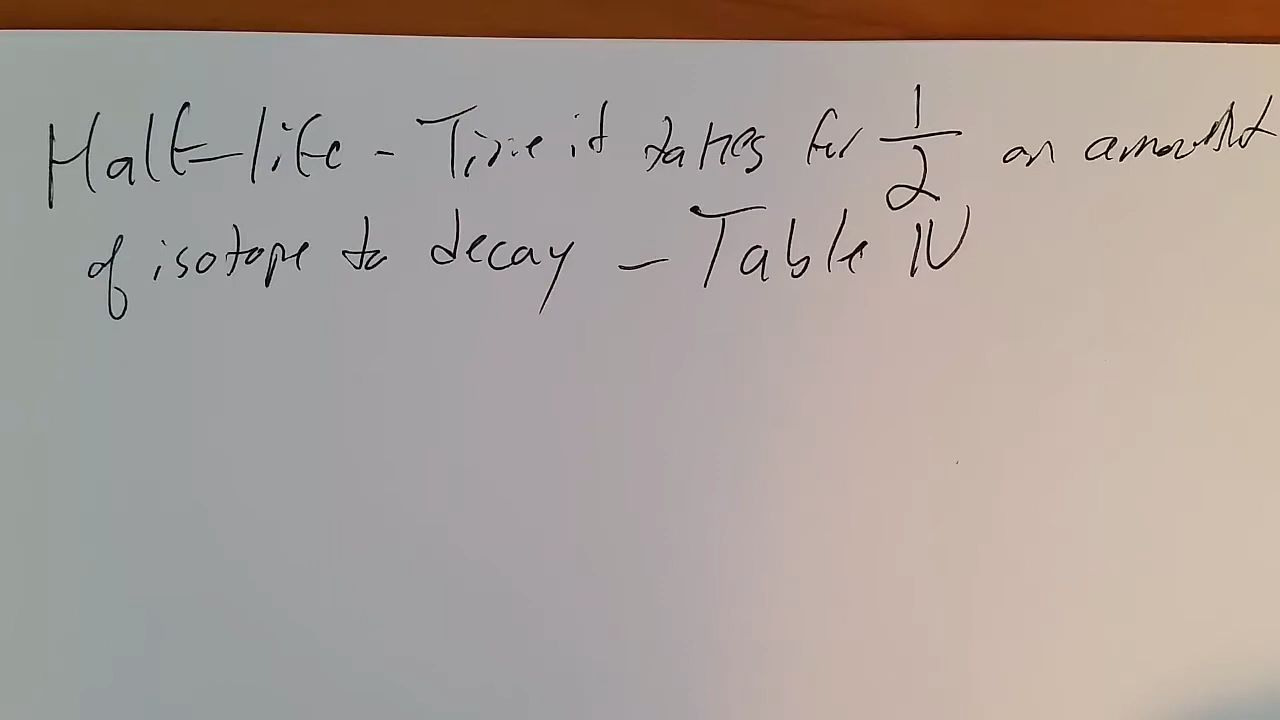 Half-life - Time it takes for 1/2 an amount
of isotope to decay - Table N